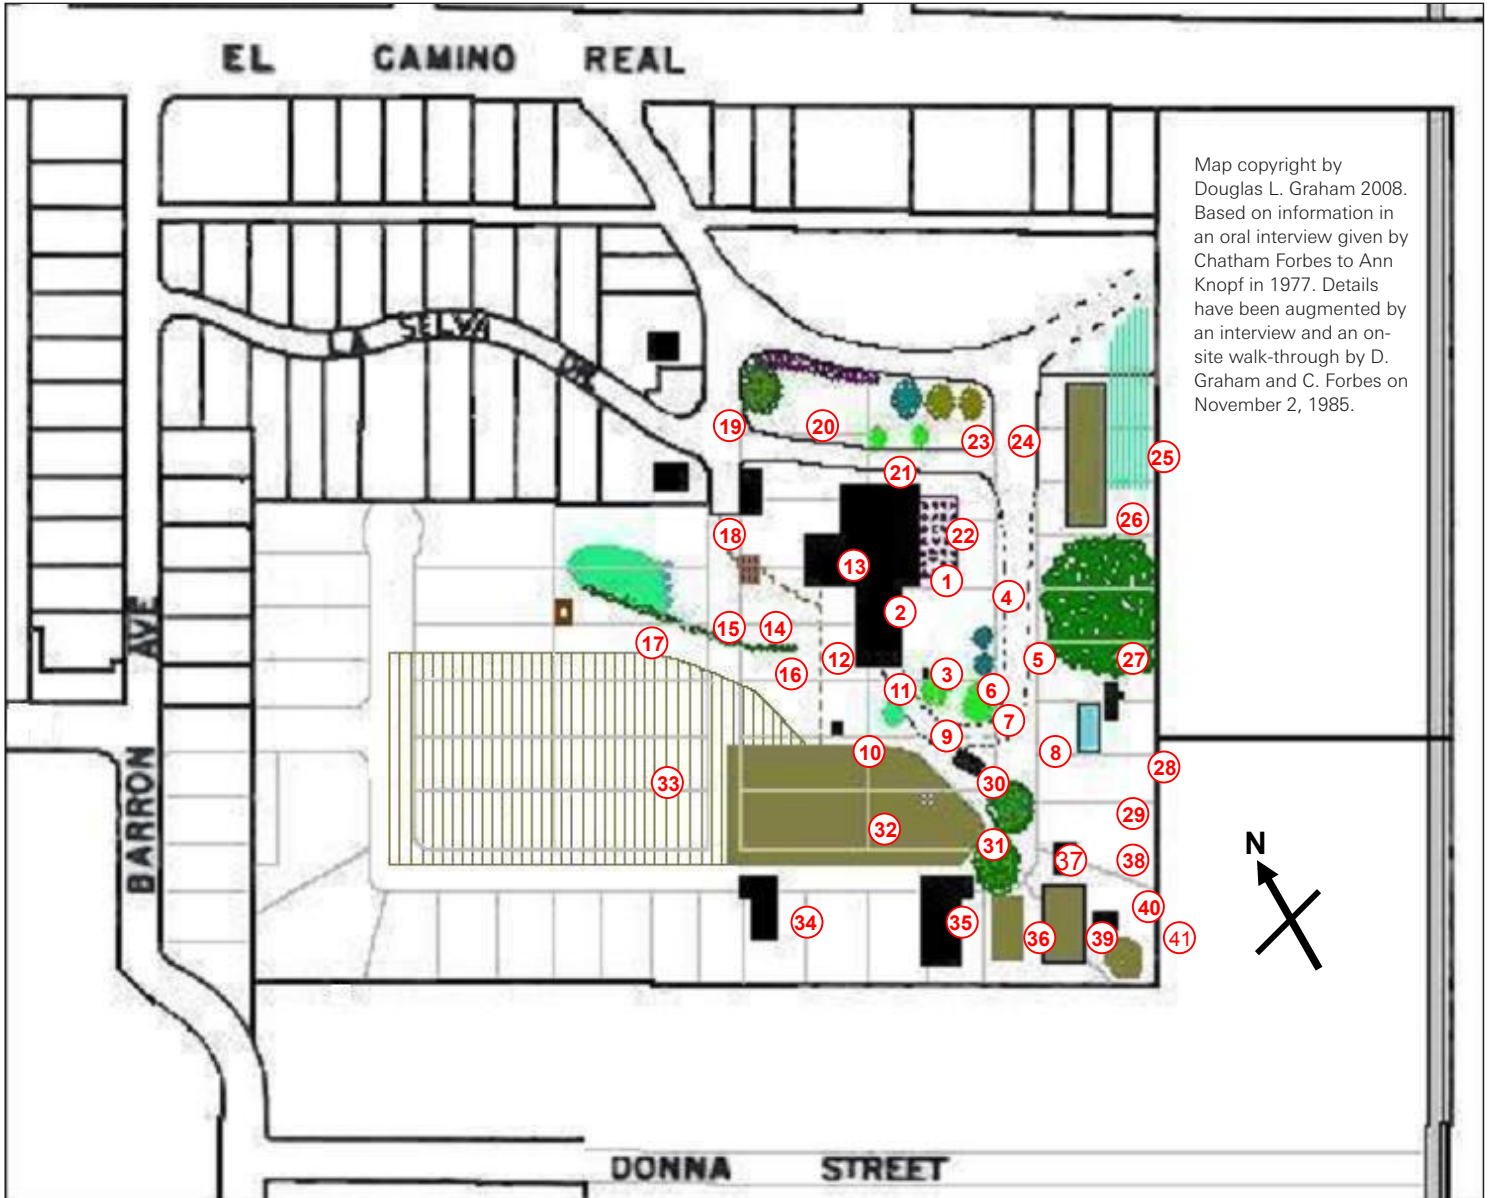 EL CAMINO REAL
Map copyright by
Douglas L. Graham 2008.
Based on information in
an oral interview given by
Chatham Forbes to Ann
Knopf in 1977. Details
have been augmented by
an interview and an on-
site walk-through by D.
Graham and C. Forbes on
November 2, 1985.
LA SELVA DR.
19
20
23
24
21
25
26
18
22
13
1
4
2
15
14
17
12
5
27
16
3
11
6
7
9
10
8
28
33
30
29
32
31
37
38
N
40
34
35
36
39
41
BARRON AVE
DONNA STREET